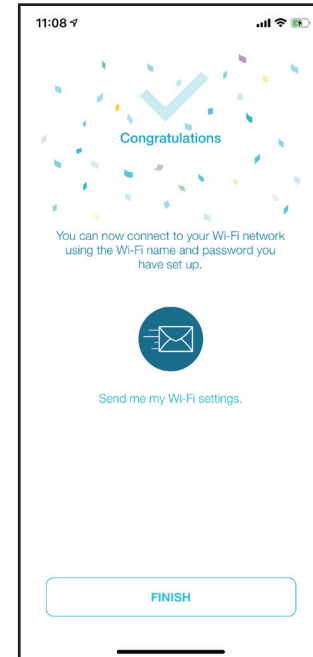 11:08
Congratulations
You can now connect to your Wi-Fi network
using the Wi-Fi name and password you
have set up.
Send me my Wi-Fi settings.
FINISH